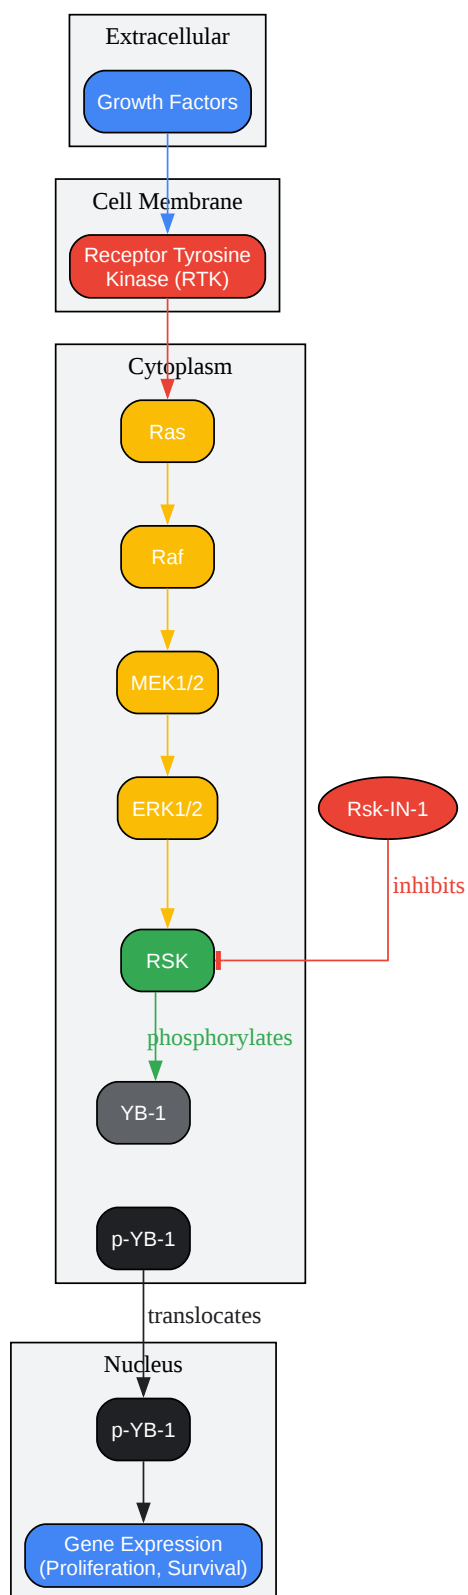 Extracellular
Growth Factors
Cell Membrane
Receptor Tyrosine
Kinase (RTK)
Cytoplasm
Ras
Raf
MEK1/2
ERK1/2
Rsk-IN-1
inhibits
RSK
phosphorylates
YB-1
p-YB-1
translocates
Nucleus
p-YB-1
Gene Expression
(Proliferation, Survival)